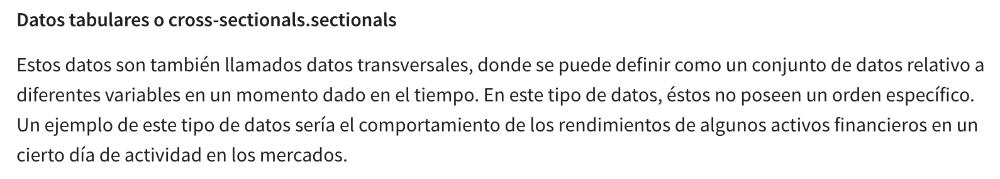 Datos tabulares o cross-sectionals.sectionals
Estos datos son también llamados datos transversales, donde se puede definir como un conjunto de datos relativo a
diferentes variables en un momento dado en el tiempo. En este tipo de datos, éstos no poseen un orden específico.
Un ejemplo de este tipo de datos sería el comportamiento de los rendimientos de algunos activos financieros en un
cierto día de actividad en los mercados.